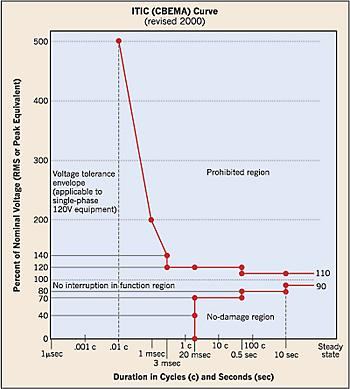 ITIC (CBEMA) Curve
(revised 2000)
Percent of Nominal Voltage (RMS or Peak Equivalent)
500
400
300
200
140
120
100
80
70
40
0
Voltage tolerance
envelope (applicable to
single-phase
120V equipment)
Prohibited region
No interruption in function region
No-damage region
110
90
.001 c
.01 c
1 c
10 c
100 c
Steady
1µsec
1 msec
3 msec
20 msec
0.5 sec
10 sec
state
Duration in Cycles (c) and Seconds (sec)